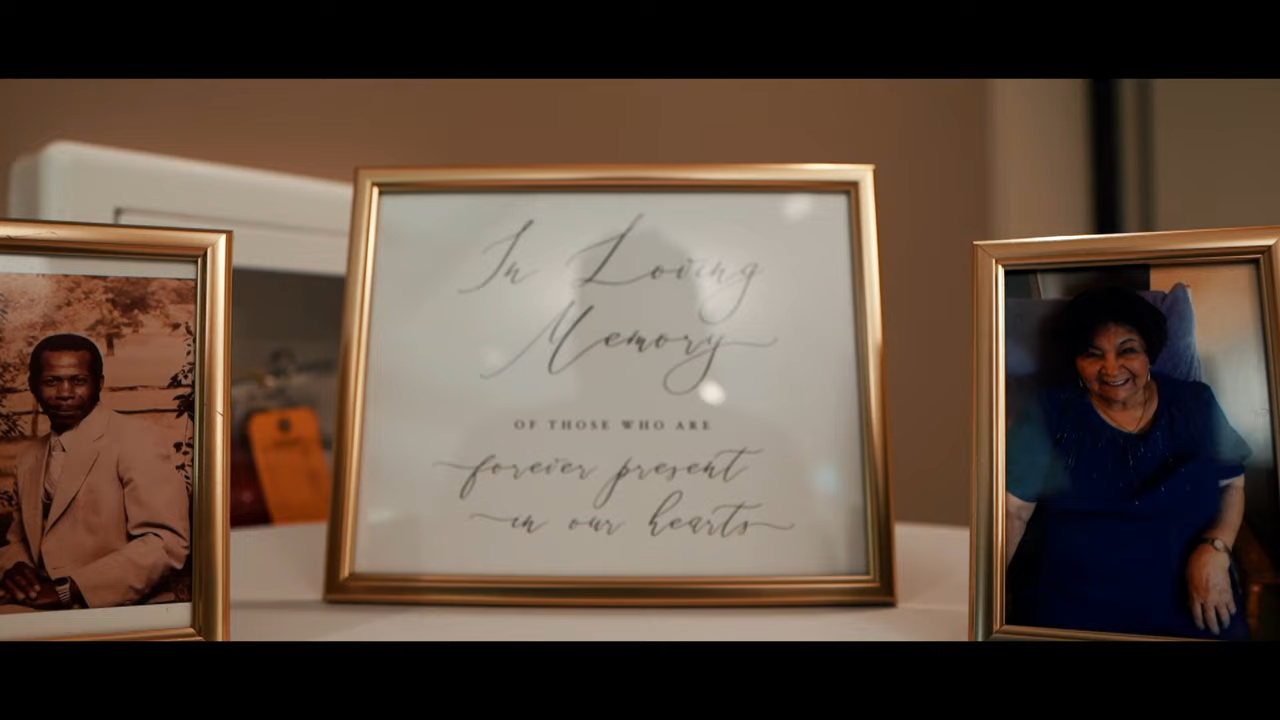 In Loving
Memory
OF THOSE WHO ARE
forever present
in our hearts